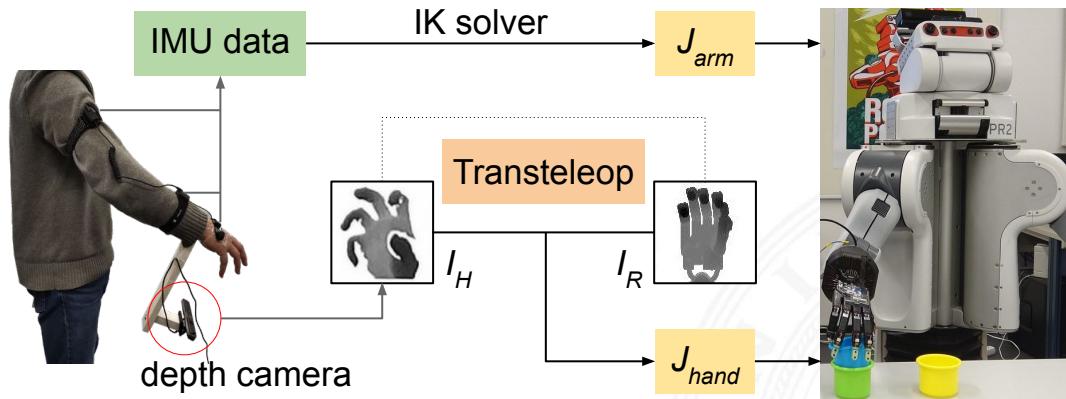 IMU data
IK solver
J_arm
Transteleop
I_H
I_R
depth camera
J_hand
PR2